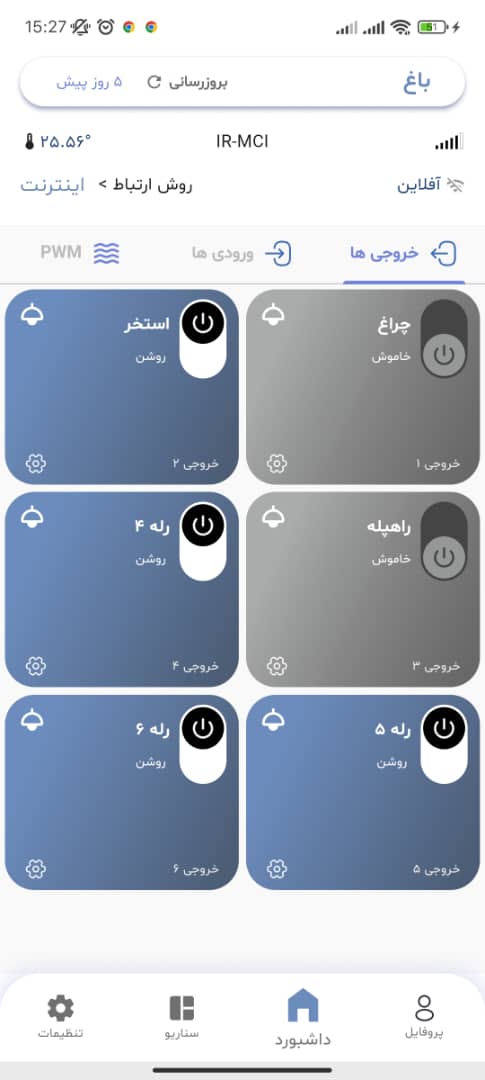 15:27
51
باغ
بروزرسانی
۵ روز پیش
IR-MCI
۲۵.۵۶°
آفلاین
روش ارتباط > اینترنت
خروجی ها
ورودی ها
PWM
چراغ
خاموش
خروجی ۱
استخر
روشن
خروجی ۲
راهپله
خاموش
خروجی ۳
رله ۴
روشن
خروجی ۴
رله ۵
روشن
خروجی ۵
رله ۶
روشن
خروجی ۶
پروفایل
داشبورد
سناریو
تنظیمات